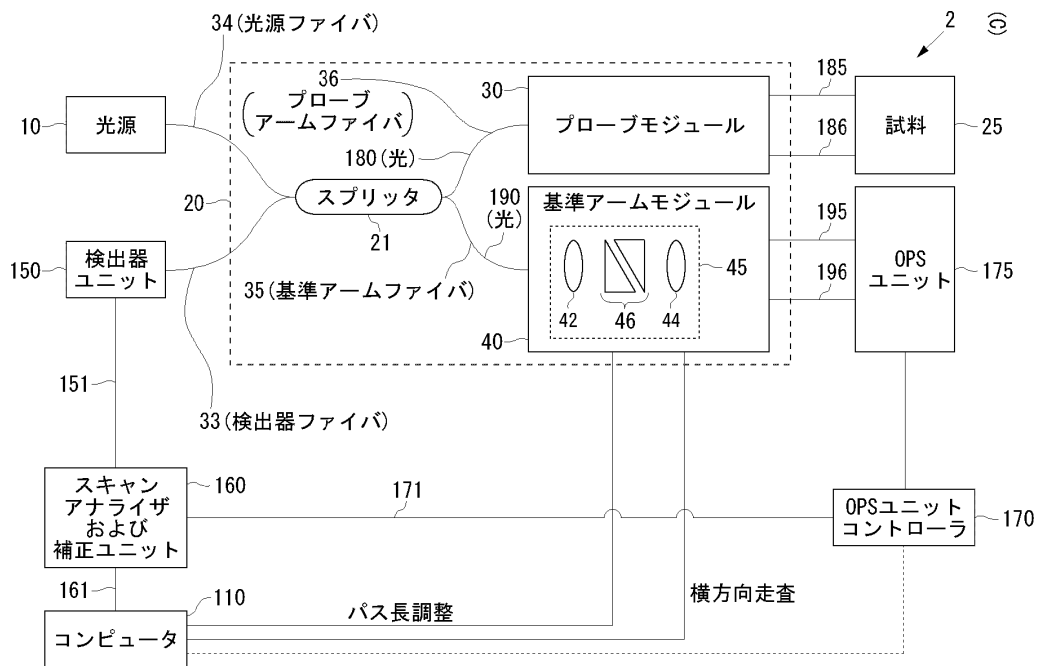 34(光源ファイバ)
2
(C)
36
30
185
プローブ
アームファイバ
10
光源
プローブモジュール
186
試料
25
180(光)
20
スプリッタ
21
190
(光)
基準アームモジュール
195
150
検出器
ユニット
45
OPS
ユニット
175
35(基準アームファイバ)
42
46
44
196
40
151
33(検出器ファイバ)
スキャン
アナライザ
および
補正ユニット
160
171
OPSユニット
コントローラ
170
161
110
パス長調整
横方向走査
コンピュータ